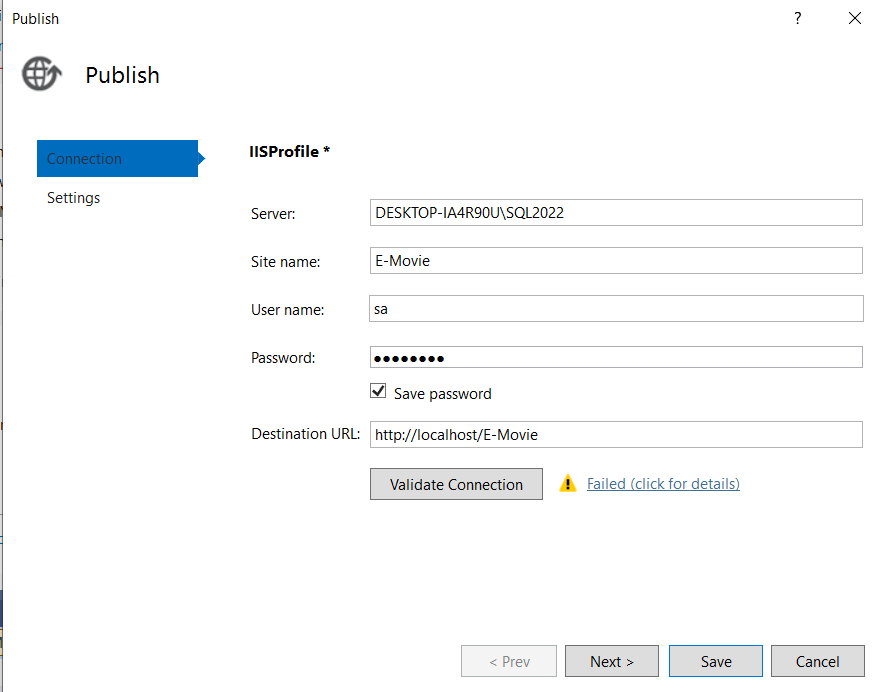 Publish
?
Publish
Connection
Settings
IISProfile *
Server: DESKTOP-IA4R90U\SQL2022
Site name: E-Movie
User name: sa
Password: ●●●●●●●●
Save password
Destination URL: http://localhost/E-Movie
Validate Connection Failed (click for details)
< Prev Next > Save Cancel